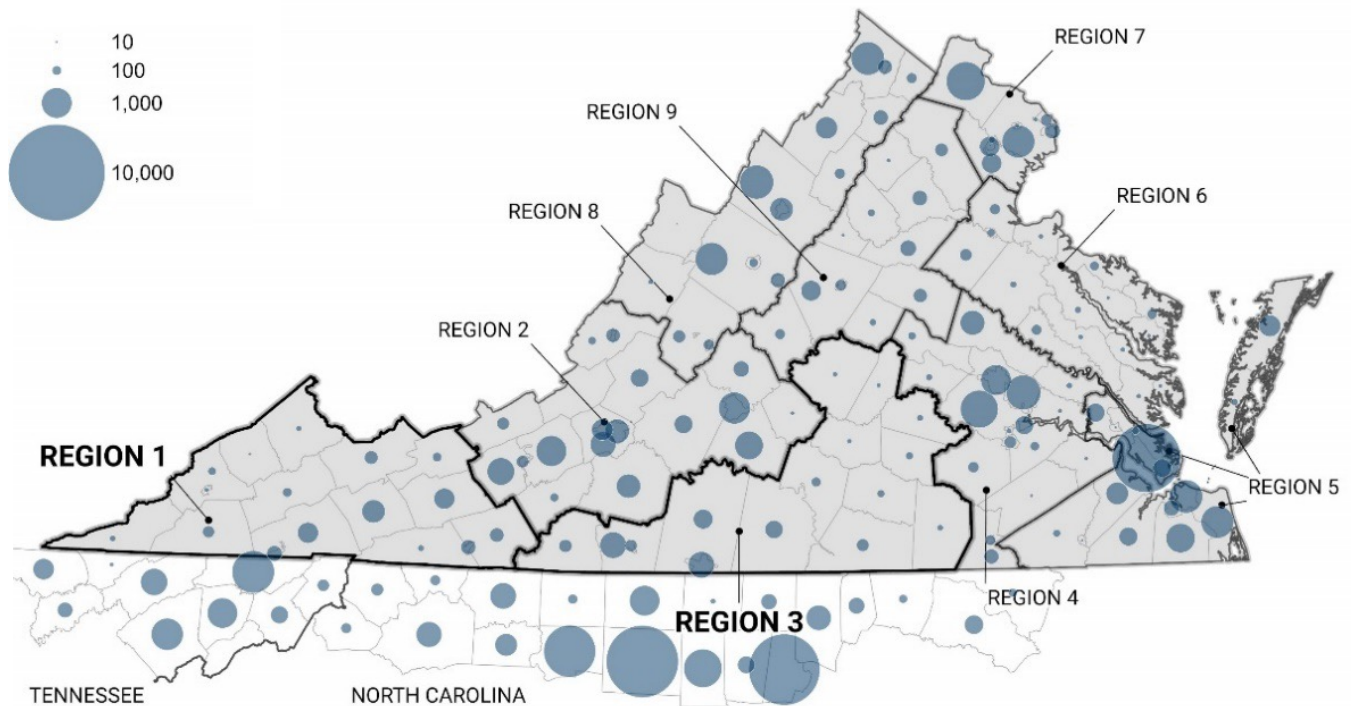 10
100
1,000
10,000
REGION 7
REGION 9
REGION 6
REGION 8
REGION 2
REGION 1
REGION 5
REGION 4
REGION 3
TENNESSEE
NORTH CAROLINA